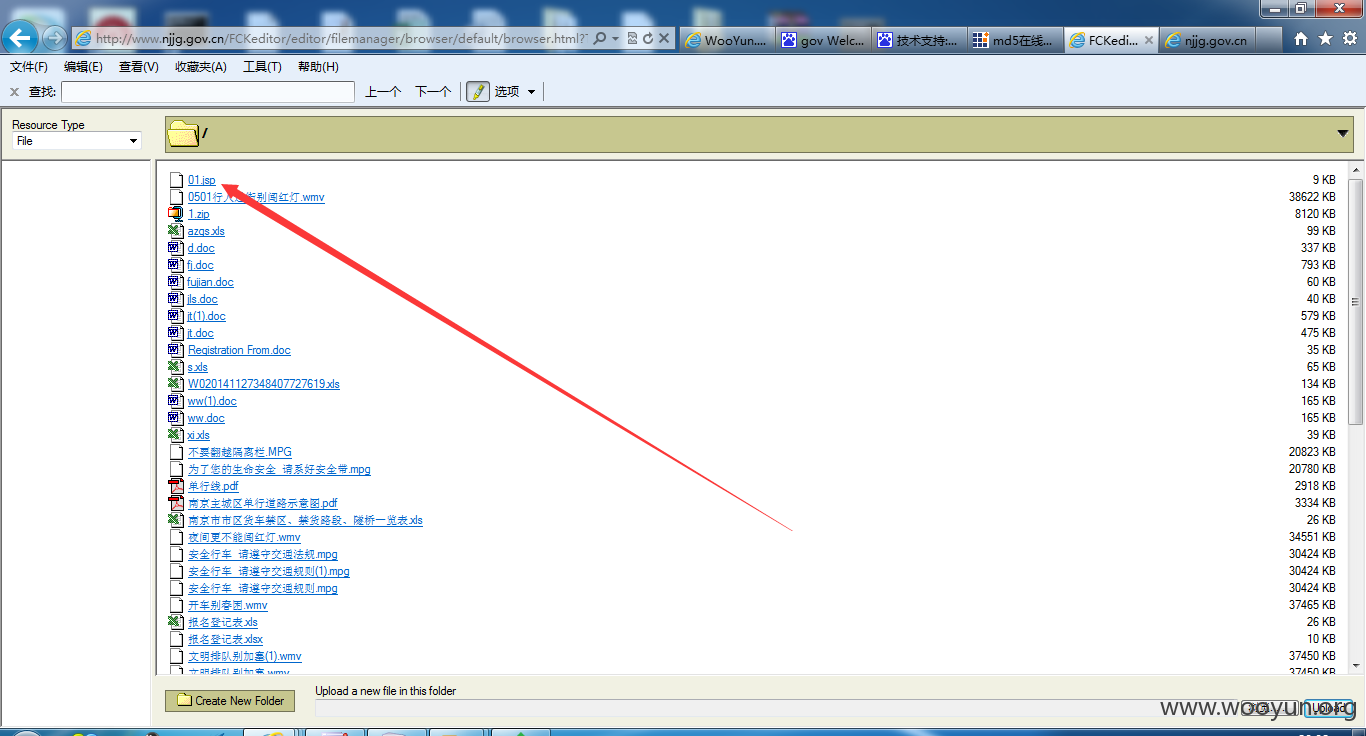 http://www.njjg.gov.cn/FCKeditor/editor/filemanager/browser/default/browser.html?
WooYun....
gov Welc...
技术支持:...
md5在线...
FCKedi...
njjg.gov.cn
文件(F) 编辑(E) 查看(V) 收藏夹(A) 工具(T) 帮助(H)
查找: 上一个 下一个 选项
Resource Type
File
/
01.jsp 9 KB
0501行人 别闯红灯.wmv 38622 KB
1.zip 8120 KB
azgs.xls 99 KB
d.doc 337 KB
fj.doc 793 KB
fujian.doc 60 KB
jls.doc 40 KB
jt(1).doc 579 KB
jt.doc 475 KB
Registration From.doc 35 KB
s.xls 65 KB
W020141127348407727619.xls 134 KB
ww(1).doc 165 KB
ww.doc 165 KB
xi.xls 39 KB
不要翻越隔离栏.MPG 20823 KB
为了您的生命安全 请系好安全带.mpg 20780 KB
单行线.pdf 2918 KB
南京主城区单行道路示意图.pdf 3334 KB
南京市市区货车禁区、禁货路段、隧桥一览表.xls 26 KB
夜间更不能闯红灯.wmv 34551 KB
安全行车 请遵守交通法规.mpg 30424 KB
安全行车 请遵守交通规则(1).mpg 30424 KB
安全行车 请遵守交通规则.mpg 30424 KB
开车别春困.wmv 37465 KB
报名登记表.xls 26 KB
报名登记表.xlsx 10 KB
文明排队别加塞(1).wmv 37450 KB
文明排队别加塞.wmv 37450 KB
Create New Folder
Upload a new file in this folder
Upload
www.wooyun.org